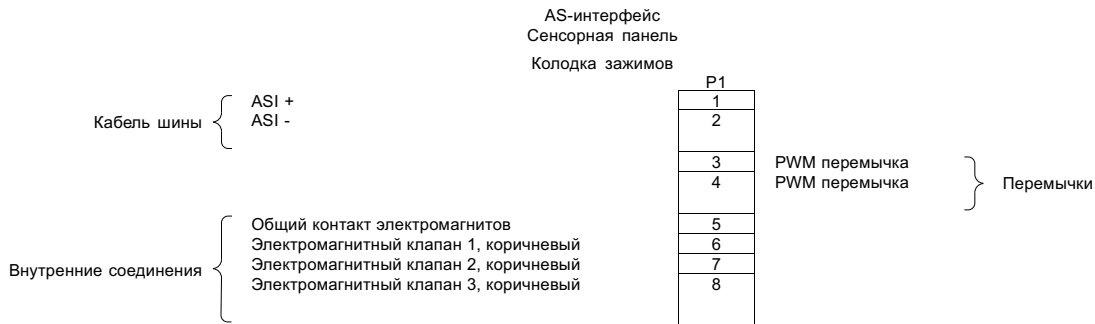 AS-интерфейс
Сенсорная панель
Колодка зажимов
P1
Кабель шины
ASI +
ASI -
1
2
3
PWM перемычка
4
PWM перемычка
Перемычки
Внутренние соединения
Общий контакт электромагнитов
5
Электромагнитный клапан 1, коричневый
6
Электромагнитный клапан 2, коричневый
7
Электромагнитный клапан 3, коричневый
8